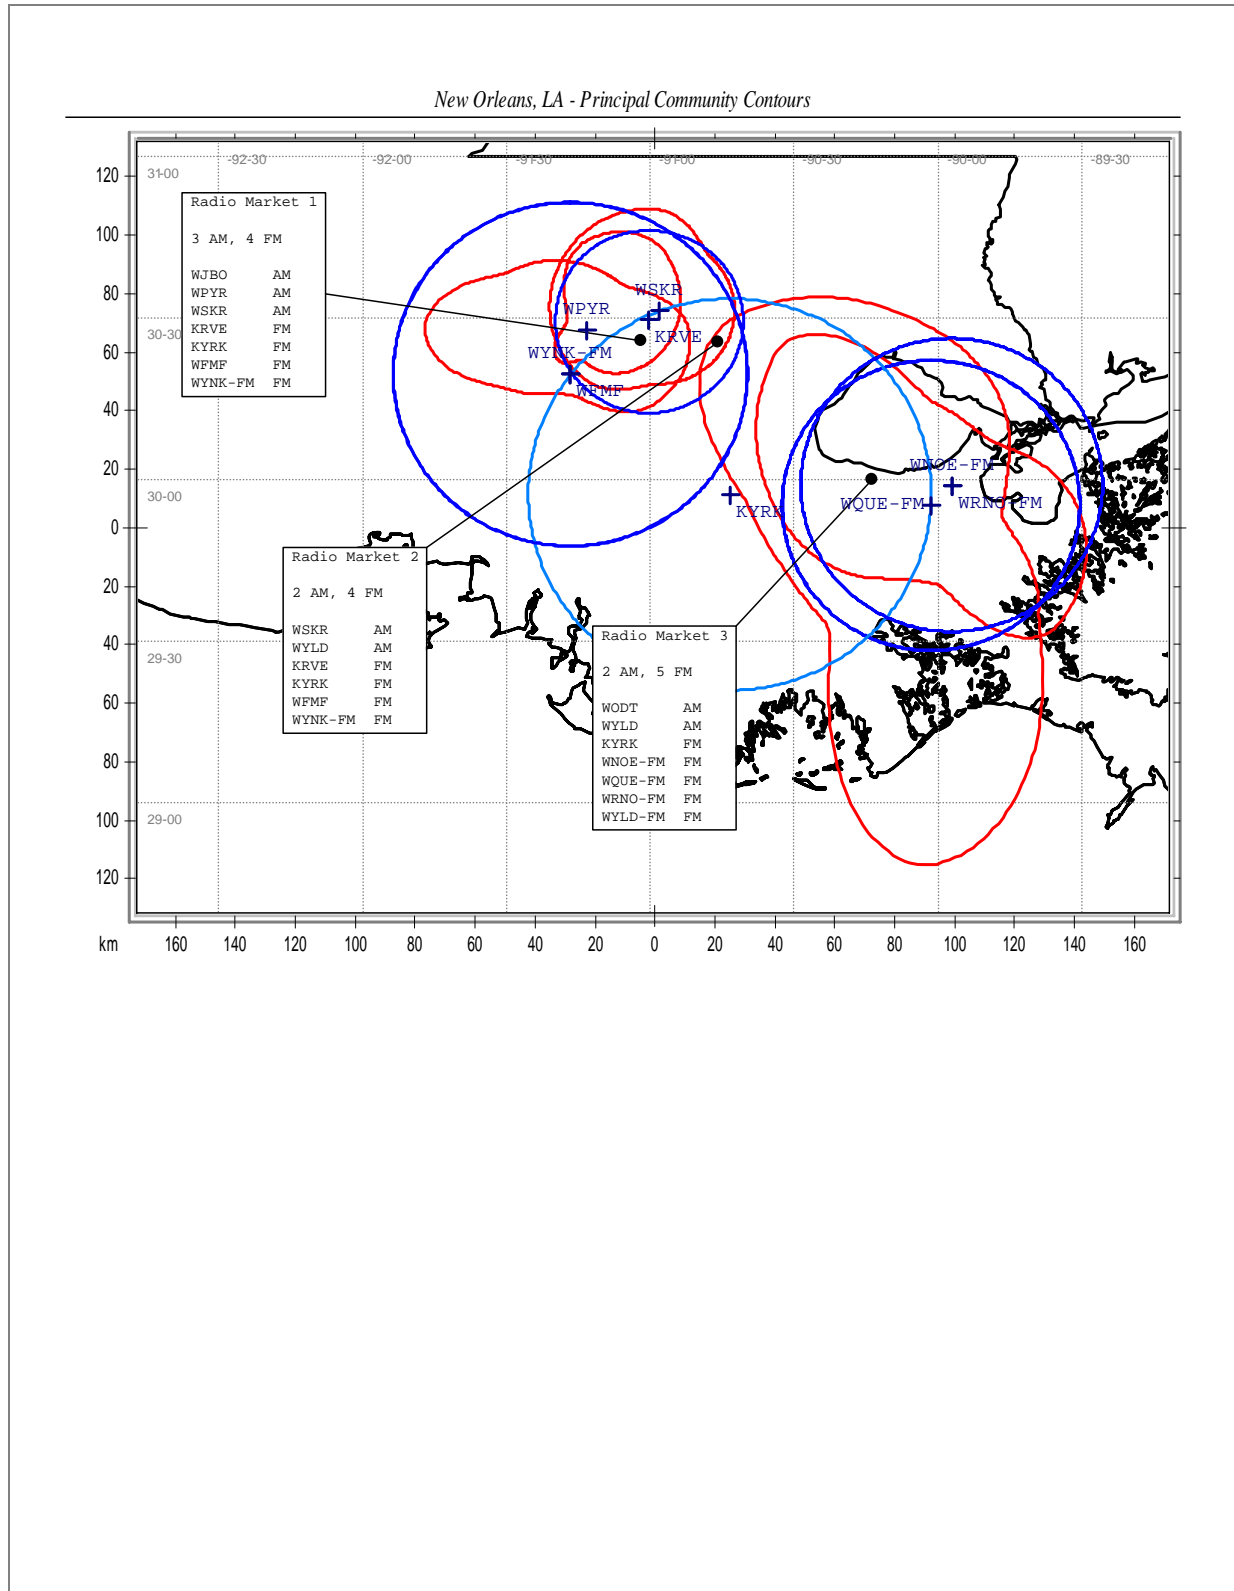 New Orleans, LA - Principal Community Contours
-92-30 -92-00 -91-30 -91-00 -90-30 -90-00 -89-30
31-00
30-30
30-00
29-30
29-00
120
100
80
60
40
20
0
20
40
60
80
100
120
Radio Market 1
3 AM, 4 FM
WJBO AM
WPYR AM
WSKR AM
KRVE FM
KYRK FM
WFMF FM
WYNK-FM FM
WSKR
WPYR
KRVE
WYNK-FM
WFMF
KYRK
WNOE-FM
WQUE-FM
WRNO-FM
Radio Market 2
2 AM, 4 FM
WSKR AM
WYLD AM
KRVE FM
KYRK FM
WFMF FM
WYNK-FM FM
Radio Market 3
2 AM, 5 FM
WODT AM
WYLD AM
KYRK FM
WNOE-FM FM
WQUE-FM FM
WRNO-FM FM
WYLD-FM FM
km 160 120 100 80 60 40 20 0 20 40 60 80 100 120 140 160